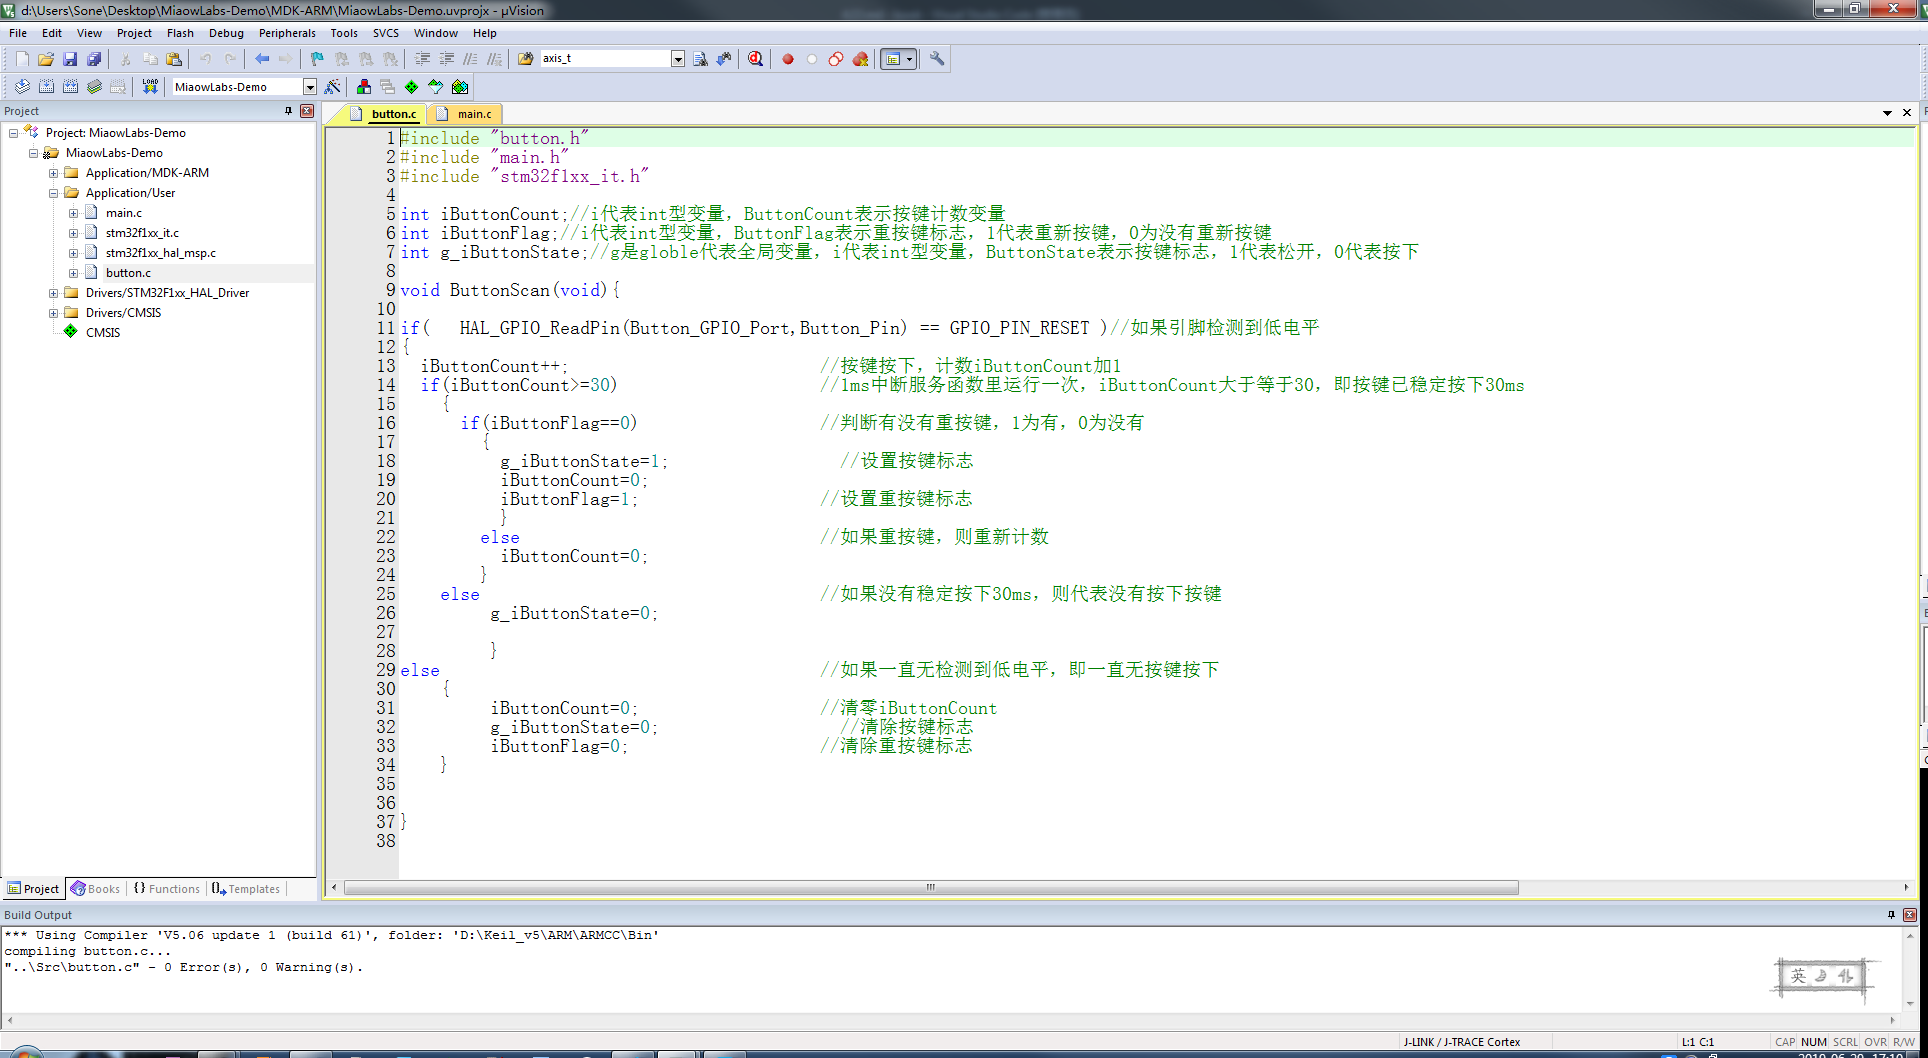 d:\Users\Sone\Desktop\MiaowLabs-Demo\MDK-ARM\MiaowLabs-Demo.uvprojx - µVision
File Edit View Project Flash Debug Peripherals Tools SVCS Window Help
axis_t
LOAD MiaowLabs-Demo
Project
button.c main.c
Project: MiaowLabs-Demo
MiaowLabs-Demo
Application/MDK-ARM
Application/User
main.c
stm32f1xx_it.c
stm32f1xx_hal_msp.c
button.c
Drivers/STM32F1xx_HAL_Driver
Drivers/CMSIS
CMSIS
1 #include "button.h"
2 #include "main.h"
3 #include "stm32f1xx_it.h"
4
5 int iButtonCount;//i代表int型变量，ButtonCount表示按键计数变量
6 int iButtonFlag;//i代表int型变量，ButtonFlag表示重按键标志，1代表重新按键，0为没有重新按键
7 int g_iButtonState;//g是globle代表全局变量，i代表int型变量，ButtonState表示按键标志，1代表松开，0代表按下
8
9 void ButtonScan(void){
10
11 if(   HAL_GPIO_ReadPin(Button_GPIO_Port,Button_Pin) == GPIO_PIN_RESET )//如果引脚检测到低电平
12 {
13 iButtonCount++; //按键按下，计数iButtonCount加1
14 if(iButtonCount>=30) //1ms中断服务函数里运行一次，iButtonCount大于等于30，即按键已稳定按下30ms
15 {
16 if(iButtonFlag==0) //判断有没有重按键，1为有，0为没有
17 {
18 g_iButtonState=1; //设置按键标志
19 iButtonCount=0;
20 iButtonFlag=1; //设置重按键标志
21 }
22 else //如果重按键，则重新计数
23 iButtonCount=0;
24 }
25 else //如果没有稳定按下30ms，则代表没有按下按键
26 g_iButtonState=0;
27
28 }
29 else //如果一直无检测到低电平，即一直无按键按下
30 {
31 iButtonCount=0; //清零iButtonCount
32 g_iButtonState=0; //清除按键标志
33 iButtonFlag=0; //清除重按键标志
34 }
35
36
37 }
38
Project Books {} Functions Templates
Build Output
*** Using Compiler 'V5.06 update 1 (build 61)', folder: 'D:\Keil_v5\ARM\ARMCC\Bin'
compiling button.c...
"..\Src\button.c" - 0 Error(s), 0 Warning(s).
英
J-LINK / J-TRACE Cortex L:1 C:1 CAP NUM SCRL OVR R/W